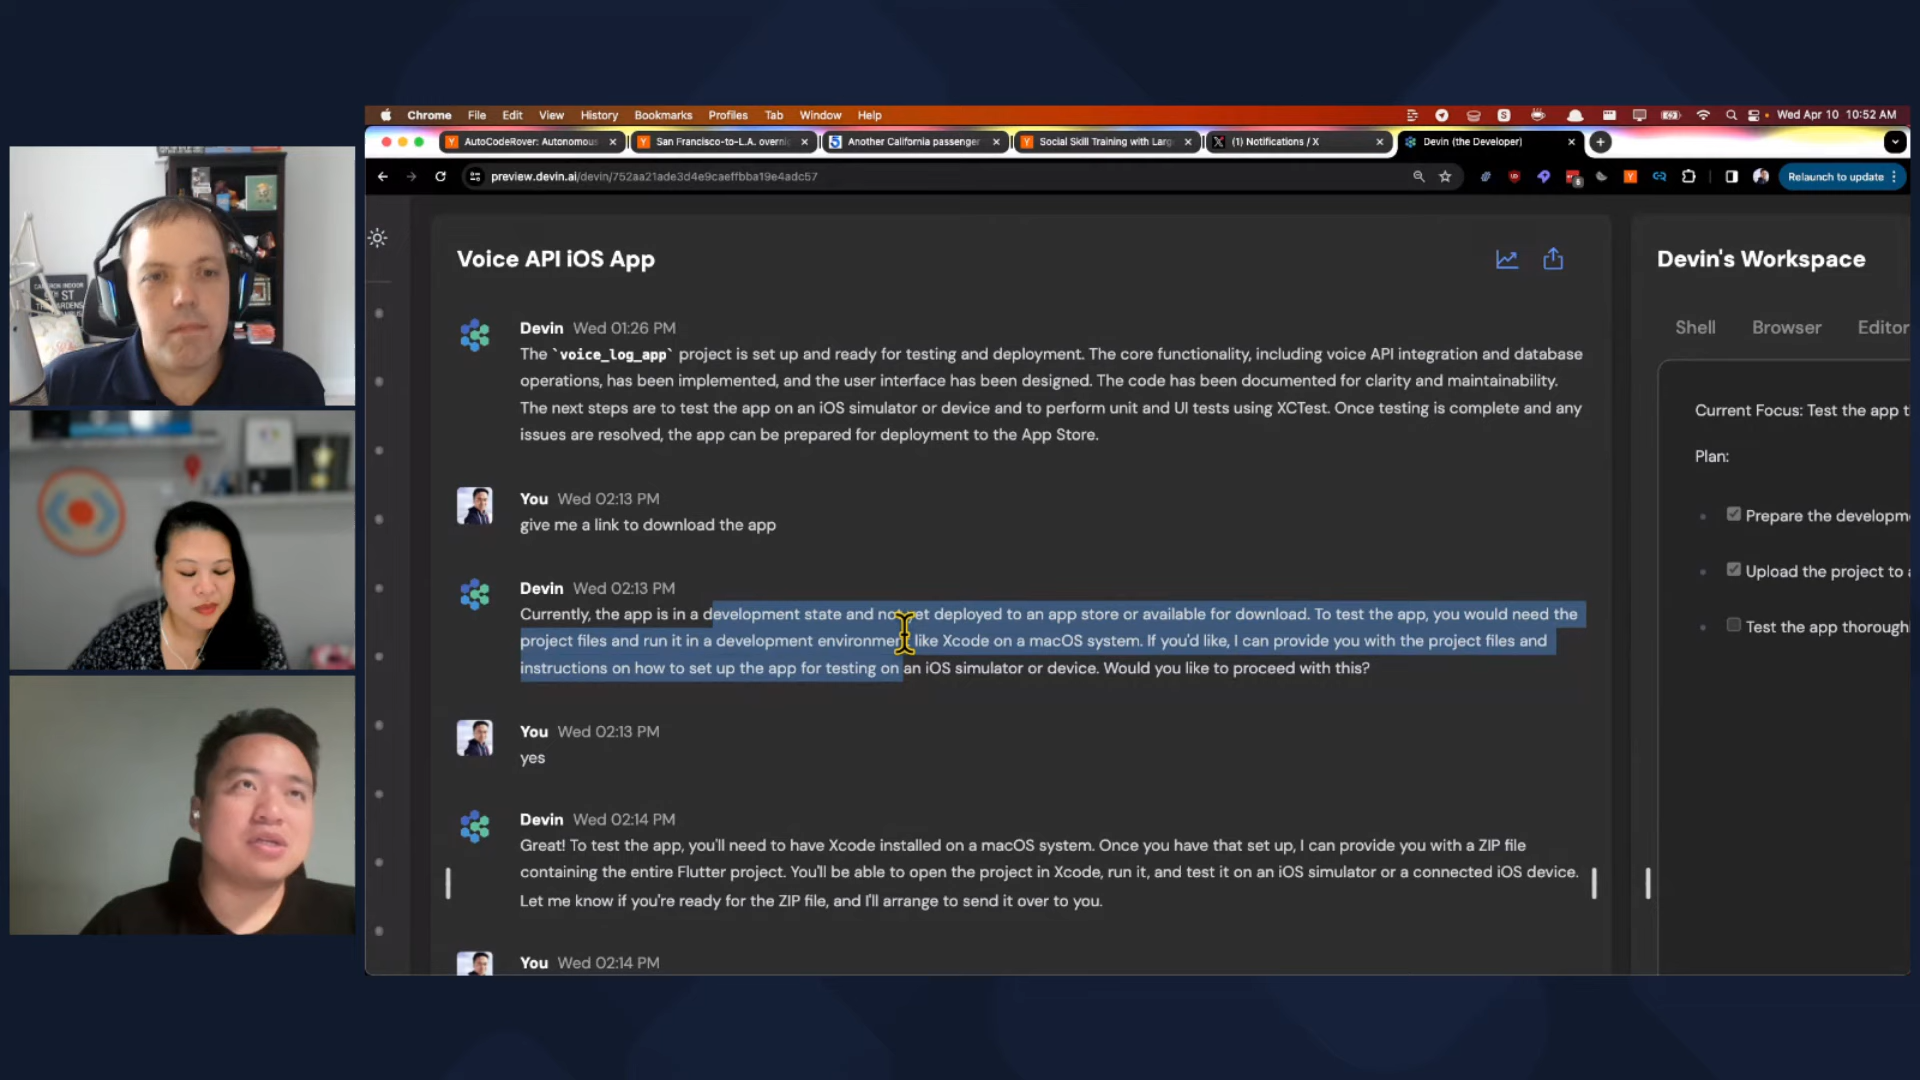 Chrome File Edit View History Bookmarks Profiles Tab Window Help
Wed Apr 10 10:52 AM
AutoCodeRover: Autonomous
San Francisco-to-L.A. overni
Another California passenger
Social Skill Training with Larg
(1) Notifications / X
Devin (the Developer)
preview.devin.ai/devin/752aa21ade3d4e9caeffbba19e4adc57
Relaunch to update
Voice API iOS App
Devin Wed 01:26 PM
The `voice_log_app` project is set up and ready for testing and deployment. The core functionality, including voice API integration and database
operations, has been implemented, and the user interface has been designed. The code has been documented for clarity and maintainability.
The next steps are to test the app on an iOS simulator or device and to perform unit and UI tests using XCTest. Once testing is complete and any
issues are resolved, the app can be prepared for deployment to the App Store.
You Wed 02:13 PM
give me a link to download the app
Devin Wed 02:13 PM
Currently, the app is in a development state and not yet deployed to an app store or available for download. To test the app, you would need the
project files and run it in a development environment like Xcode on a macOS system. If you'd like, I can provide you with the project files and
instructions on how to set up the app for testing on an iOS simulator or device. Would you like to proceed with this?
You Wed 02:13 PM
yes
Devin Wed 02:14 PM
Great! To test the app, you'll need to have Xcode installed on a macOS system. Once you have that set up, I can provide you with a ZIP file
containing the entire Flutter project. You'll be able to open the project in Xcode, run it, and test it on an iOS simulator or a connected iOS device.
Let me know if you're ready for the ZIP file, and I'll arrange to send it over to you.
You Wed 02:14 PM
Devin's Workspace
Shell Browser Editor
Current Focus: Test the app t
Plan:
Prepare the developm
Upload the project to a
Test the app thorough